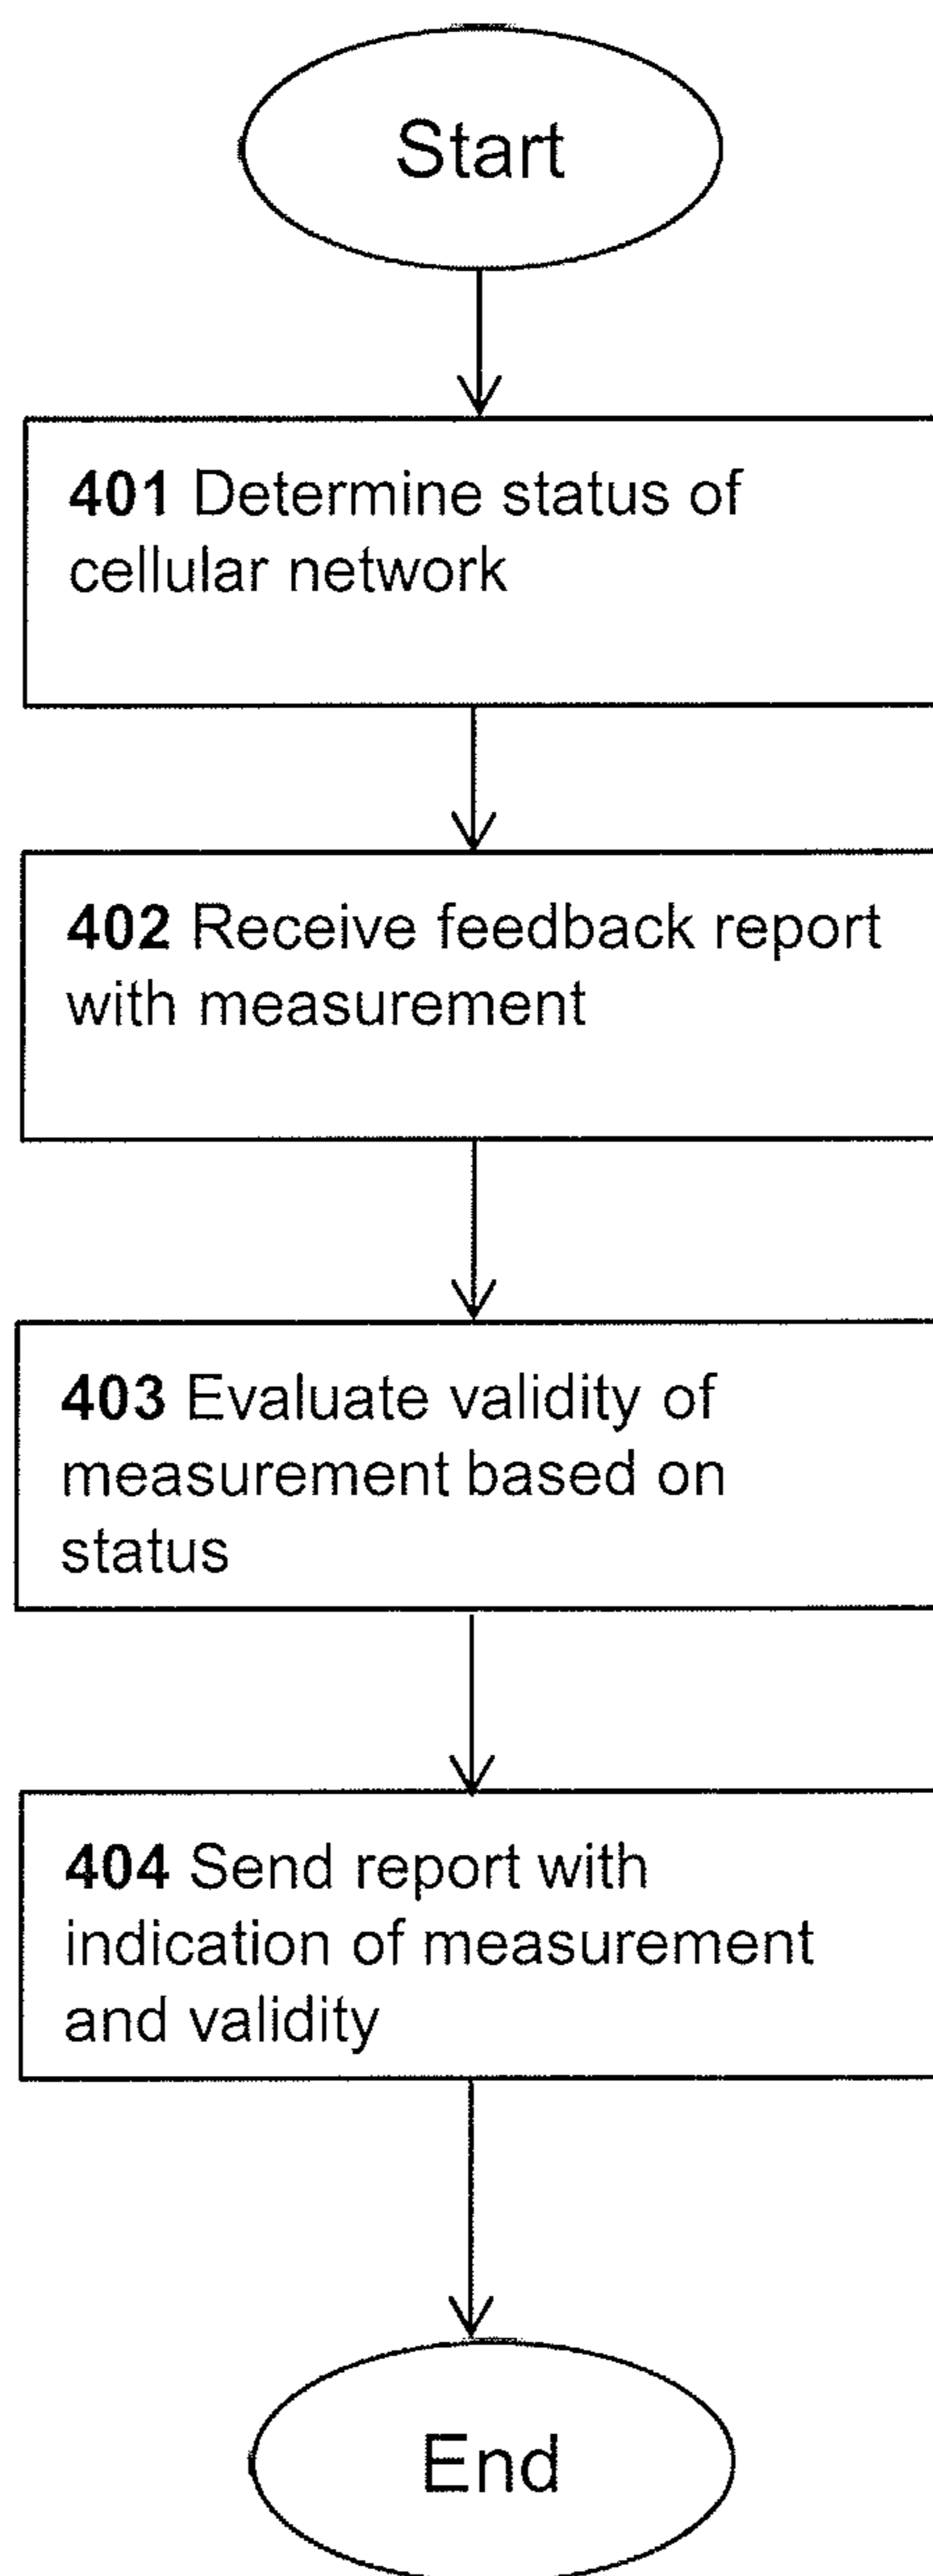 Start
401 Determine status of
cellular network
402 Receive feedback report
with measurement
403 Evaluate validity of
measurement based on
status
404 Send report with
indication of measurement
and validity
End